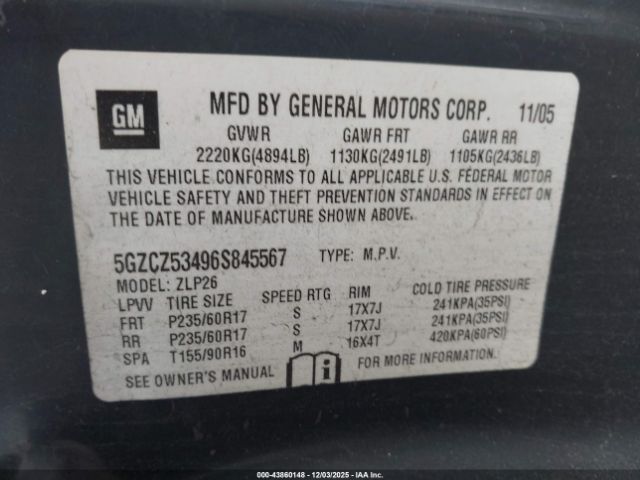 GM
MFD BY GENERAL MOTORS CORP. 11/05
GVWR GAWR FRT GAWR RR
2220KG(4894LB) 1130KG(2491LB) 1105KG(2436LB)
THIS VEHICLE CONFORMS TO ALL APPLICABLE U.S. FEDERAL MOTOR
VEHICLE SAFETY AND THEFT PREVENTION STANDARDS IN EFFECT ON
THE DATE OF MANUFACTURE SHOWN ABOVE.
5GZCZ53496S845567 TYPE: M.P.V.
MODEL: ZLP26
LPVV TIRE SIZE SPEED RTG RIM COLD TIRE PRESSURE
FRT P235/60R17 S 17X7J 241KPA(35PSI)
RR P235/60R17 S 17X7J 241KPA(35PSI)
SPA T155/90R16 M 16X4T 420KPA(60PSI)
SEE OWNER'S MANUAL i FOR MORE INFORMATION.
000-43860148 - 12/03/2025 - IAAI Inc.